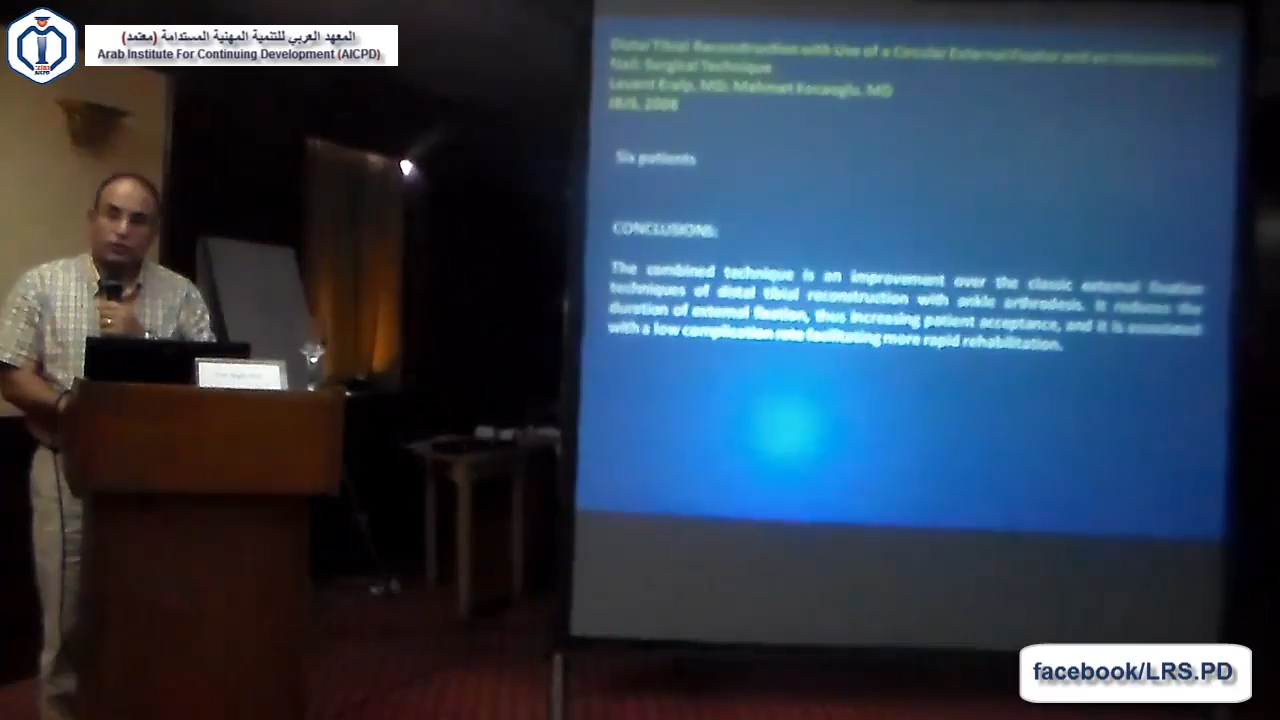 المعهد العربي للتنمية المهنية المستدامة (معتمد)
Arab Institute For Continuing Development (AICPD)
AICPD
Distal Tibial Reconstruction with Use of a Circular External Fixator and an Intramedullary
Nail: Surgical Technique
Levent Eralp, MD; Mehmet Kocaoglu, MD
JBJS, 2008
Six patients
CONCLUSIONS:
The combined technique is an improvement over the classic external fixation
techniques of distal tibial reconstruction with ankle arthrodesis. It reduces the
duration of external fixation, thus increasing patient acceptance, and it is associated
with a low complication rate facilitating more rapid rehabilitation.
facebook/LRS.PD